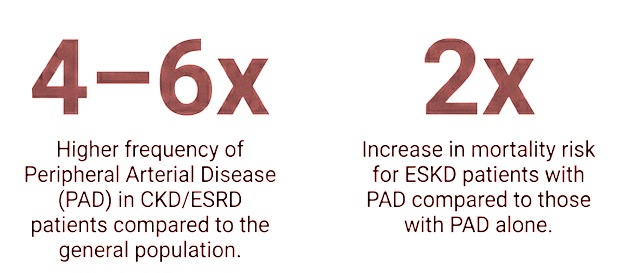 4–6x
Higher frequency of
Peripheral Arterial Disease
(PAD) in CKD/ESRD
patients compared to the
general population.
2x
Increase in mortality risk
for ESKD patients with
PAD compared to those
with PAD alone.